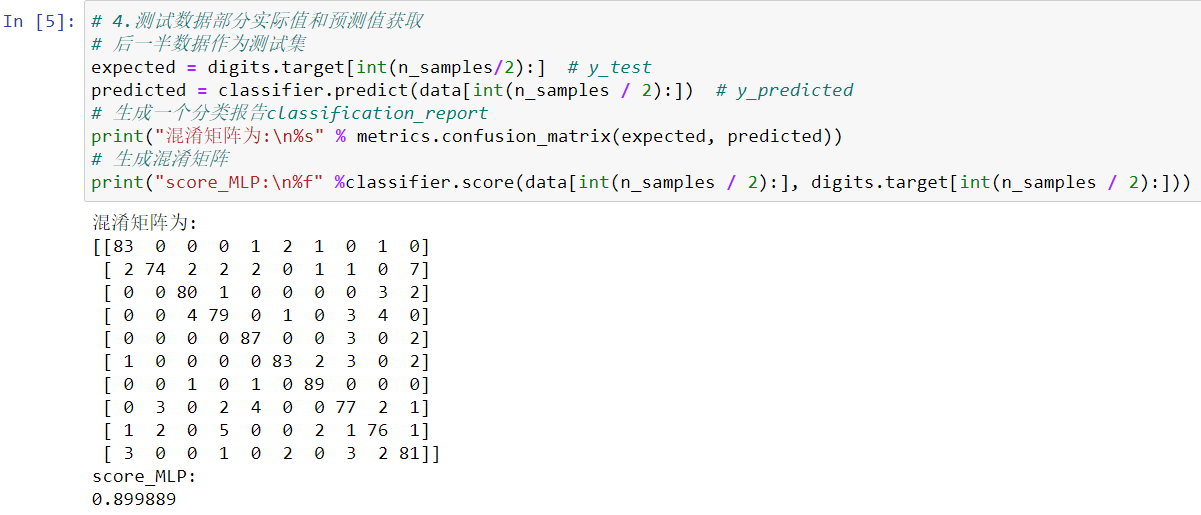 In [5]: # 4.测试数据部分实际值和预测值获取
# 后一半数据作为测试集
expected = digits.target[int(n_samples/2):]  # y_test
predicted = classifier.predict(data[int(n_samples / 2):])  # y_predicted
# 生成一个分类报告classification_report
print("混淆矩阵为:\n%s" % metrics.confusion_matrix(expected, predicted))
# 生成混淆矩阵
print("score_MLP:\n%f" %classifier.score(data[int(n_samples / 2):], digits.target[int(n_samples / 2):]))
混淆矩阵为:
[[83  0  0  0  1  2  1  0  1  0]
 [ 2 74  2  2  2  0  1  1  0  7]
 [ 0  0 80  1  0  0  0  0  3  2]
 [ 0  0  4 79  0  1  0  3  4  0]
 [ 0  0  0  0 87  0  0  3  0  2]
 [ 1  0  0  0  0 83  2  3  0  2]
 [ 0  0  1  0  1  0 89  0  0  0]
 [ 0  3  0  2  4  0  0 77  2  1]
 [ 1  2  0  5  0  0  2  1 76  1]
 [ 3  0  0  1  0  2  0  3  2 81]]
score_MLP:
0.899889